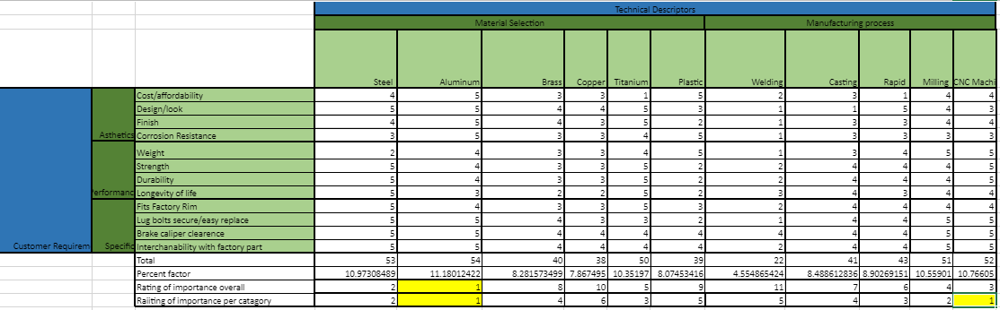 Technical Descriptors
Material Selection Manufacturing process
Steel Aluminum Brass Copper Titanium Plastic Welding Casting Rapid Milling CNC Machi
Cost/affordability 4 5 3 3 1 5 2 3 1 4 4
Design/look 5 5 4 4 5 3 1 1 5 4 3
Finish 4 5 4 3 5 2 1 3 3 4 4
Asthetics Corrosion Resistance 3 5 3 3 4 5 1 3 3 3 3
Weight 2 4 3 3 4 5 1 3 4 5 5
Strength 5 4 3 3 5 2 2 4 4 4 5
Durability 5 4 3 3 5 2 2 4 4 4 5
Performanc Longevity of life 5 3 2 2 5 2 3 4 3 4 4
Fits Factory Rim 5 4 3 3 5 3 2 4 4 4 4
Lug bolts secure/easy replace 5 5 4 3 3 2 1 4 4 5 5
Brake caliper clearence 5 5 4 4 4 4 4 4 4 5 5
Customer Requirem Specific Interchanability with factory part 5 5 4 4 4 4 2 4 4 5 5
Total 53 54 40 38 50 39 22 41 43 51 52
Percent factor 10.97308489 11.18012422 8.281573499 7.867495 10.35197 8.07453416 4.554865424 8.488612836 8.90269151 10.55901 10.76605
Rating of importance overall 2 1 8 10 5 9 11 7 6 4 3
Raiiting of importance per catagory 2 1 4 6 3 5 5 4 3 2 1